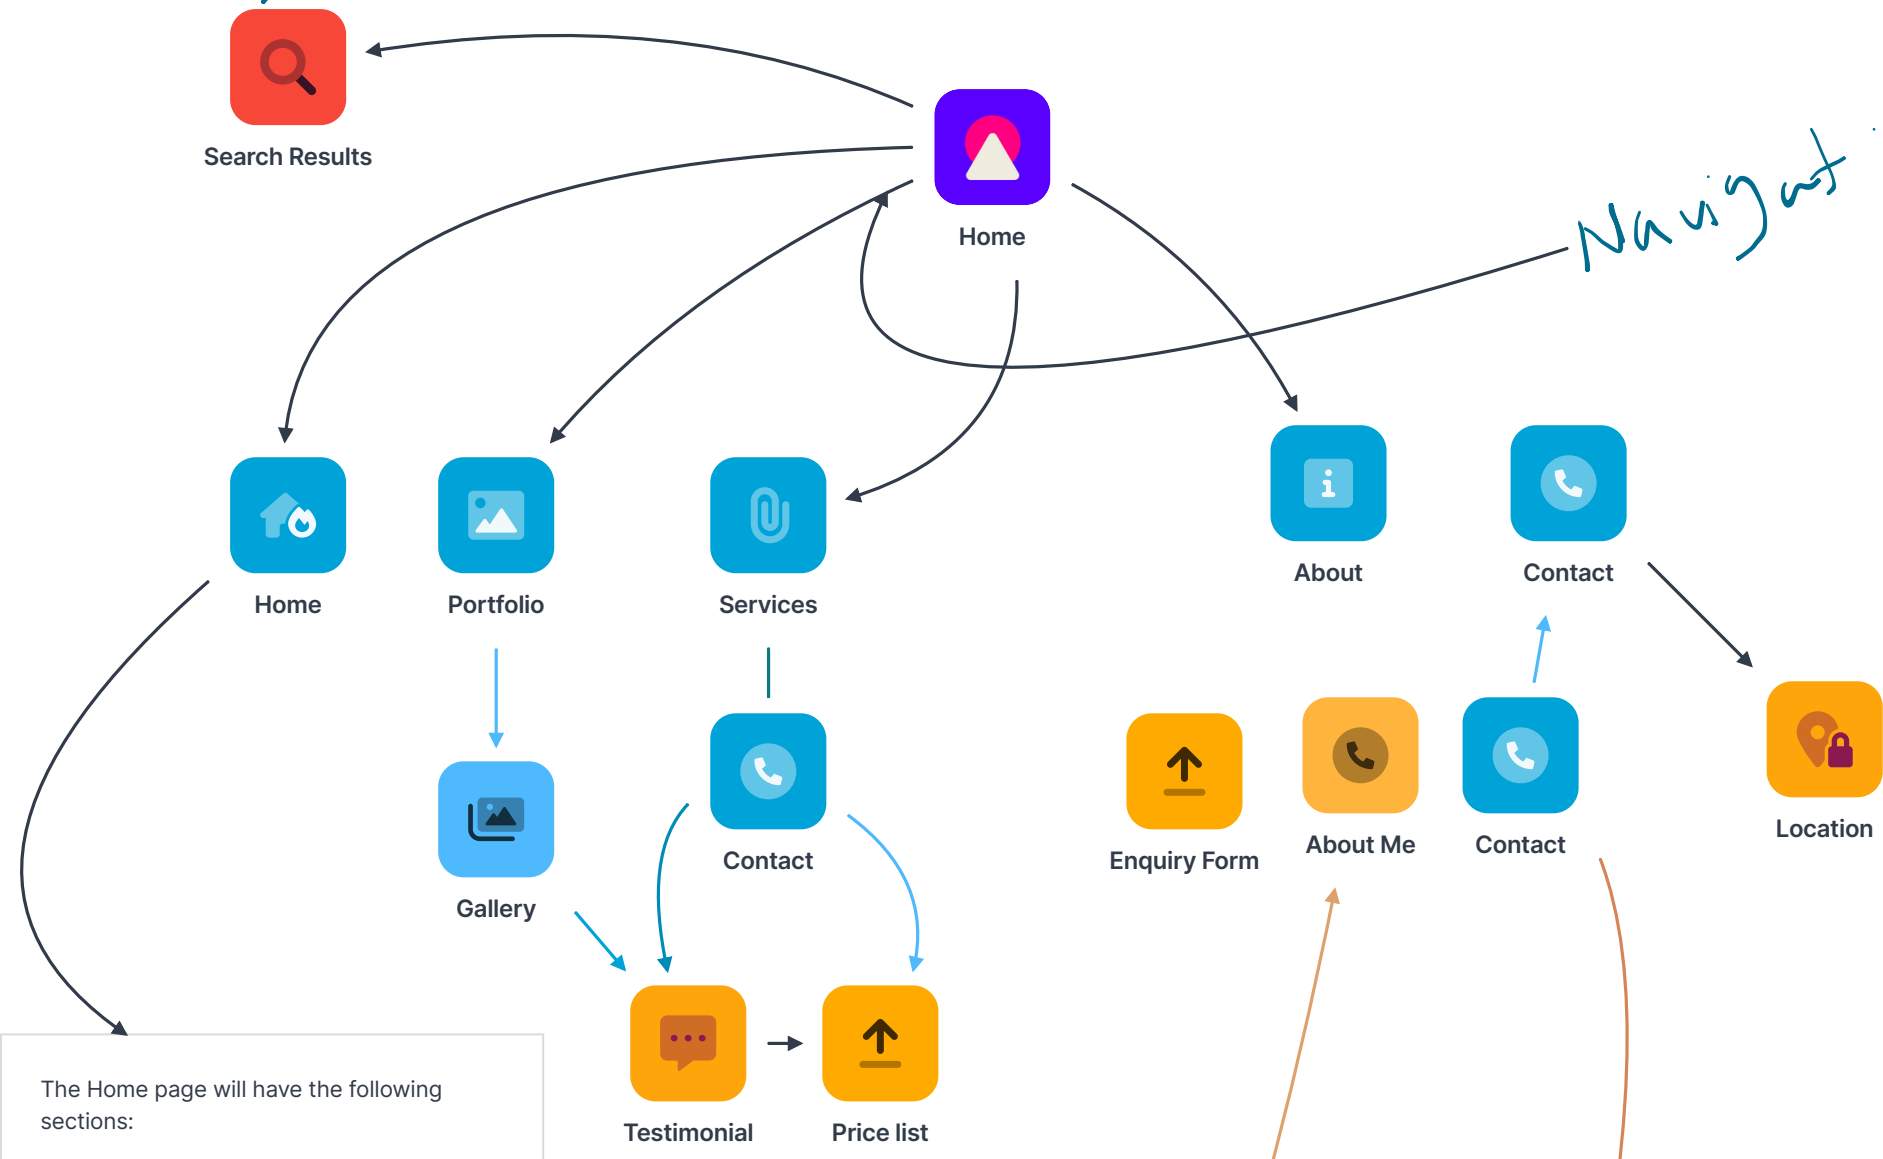 Search Results
Home
Navigat
Home
Portfolio
Services
About
Contact
Gallery
Contact
Enquiry Form
About Me
Contact
Location
The Home page will have the following
sections:
Testimonial
Price list